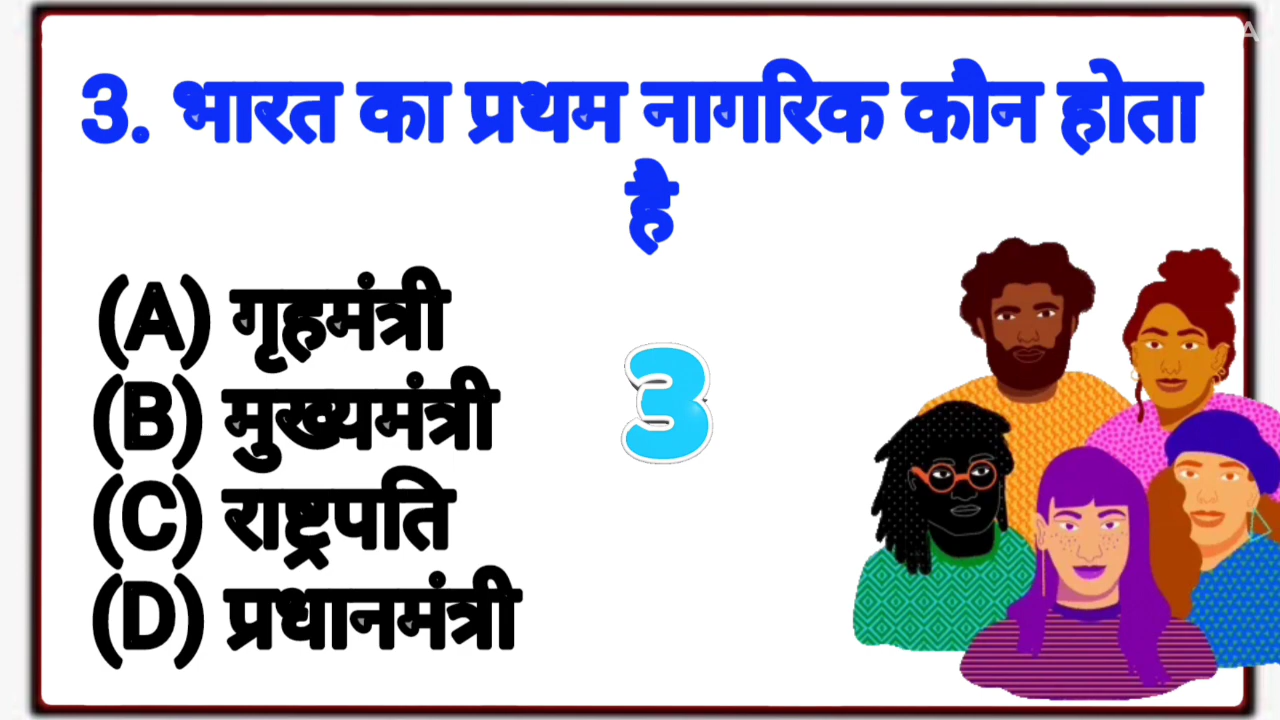 3. भारत का प्रथम नागरिक कौन होता
है
(A) गृहमंत्री
(B) मुख्यमंत्री
3
(C) राष्ट्रपति
(D) प्रधानमंत्री